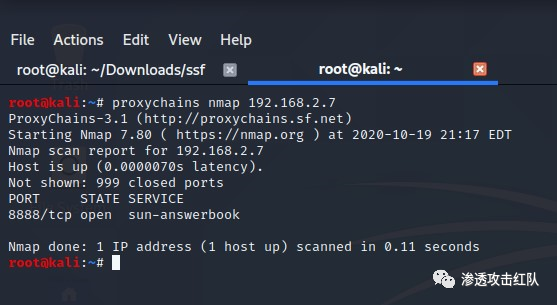 File Actions Edit View Help
root@kali: ~/Downloads/ssf root@kali: ~
root@kali:~# proxychains nmap 192.168.2.7
ProxyChains-3.1 (http://proxychains.sf.net)
Starting Nmap 7.80 ( https://nmap.org ) at 2020-10-19 21:17 EDT
Nmap scan report for 192.168.2.7
Host is up (0.0000070s latency).
Not shown: 999 closed ports
PORT     STATE SERVICE
8888/tcp open  sun-answerbook
Nmap done: 1 IP address (1 host up) scanned in 0.11 seconds
root@kali:~#
渗透攻击红队